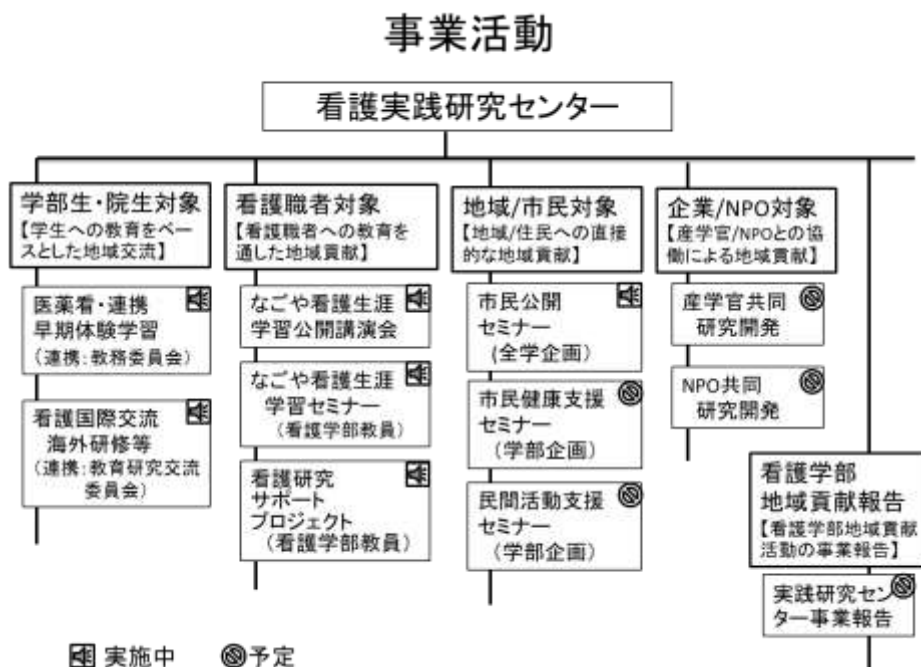 事業活動
看護実践研究センター
学部生・院生対象
【学生への教育をベー
スとした地域交流】
医薬看・連携
早期体験学習
(連携:教務委員会)
看護国際交流
海外研修等
(連携:教育研究交流
委員会)
看護職者対象
【看護職者への教育を
通した地域貢献】
なごや看護生涯
学習公開講演会
なごや看護生涯
学習セミナー
(看護学部教員)
看護研究
サポート
プロジェクト
(看護学部教員)
地域/市民対象
【地域/住民への直接
的な地域貢献】
市民公開
セミナー
(全学企画)
市民健康支援
セミナー
(学部企画)
民間活動支援
セミナー
(学部企画)
企業/NPO対象
【産学官/NPOとの協
働による地域貢献】
産学官共同
研究開発
NPO共同
研究開発
看護学部
地域貢献報告
【看護学部地域貢献
活動の事業報告】
実践研究セン
ター事業報告
実施中
予定